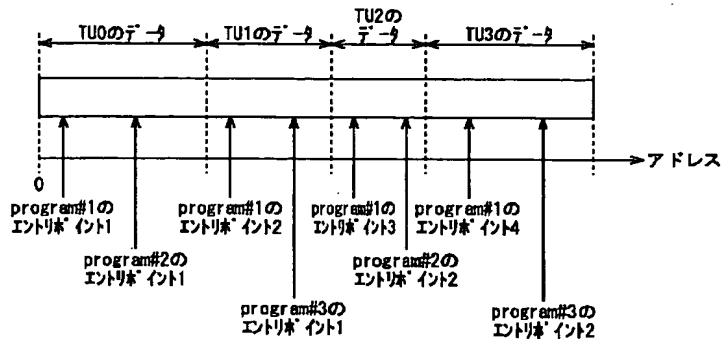 TU0のデータ
TU1のデータ
TU2の
データ
TU3のデータ
アドレス
0
program#1の
エントリポイント1
program#1の
エントリポイント2
program#1の
エントリポイント3
program#1の
エントリポイント4
program#2の
エントリポイント1
program#2の
エントリポイント2
program#3の
エントリポイント1
program#3の
エントリポイント2